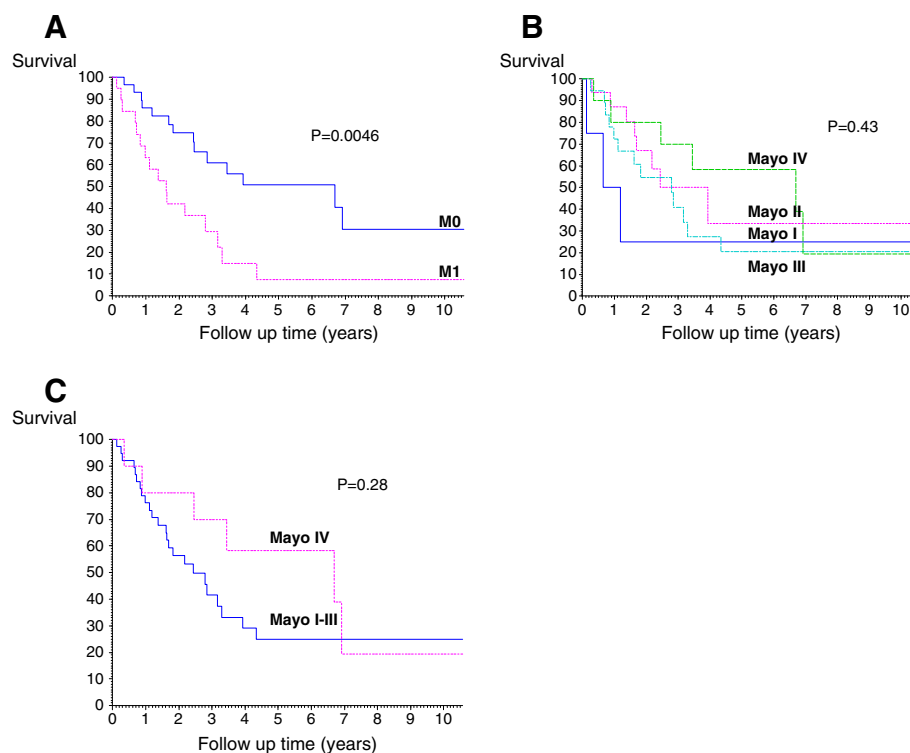 A
Survival
100
90
80
70
60
50
40
30
20
10
0
P=0.0046
M0
M1
0 1 2 3 4 5 6 7 8 9 10
Follow up time (years)
B
Survival
100
90
80
70
60
50
40
30
20
10
0
P=0.43
Mayo IV
Mayo II
Mayo I
Mayo III
0 1 2 3 4 5 6 7 8 9 10
Follow up time (years)
C
Survival
100
90
80
70
60
50
40
30
20
10
0
P=0.28
Mayo IV
Mayo I-III
0 1 2 3 4 5 6 7 8 9 10
Follow up time (years)